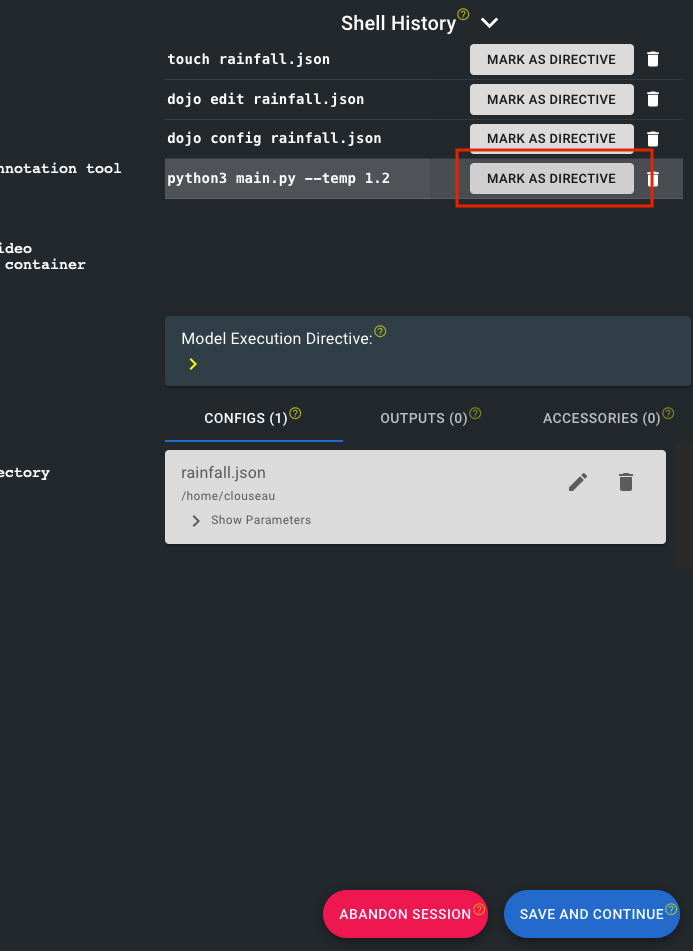 Shell History
touch rainfall.json MARK AS DIRECTIVE
dojo edit rainfall.json MARK AS DIRECTIVE
dojo config rainfall.json MARK AS DIRECTIVE
python3 main.py --temp 1.2 MARK AS DIRECTIVE
nnotation tool
ideo
container
Model Execution Directive:
CONFIGS (1) OUTPUTS (0) ACCESSORIES (0)
ectory
rainfall.json
/home/clouseau
Show Parameters
ABANDON SESSION SAVE AND CONTINUE